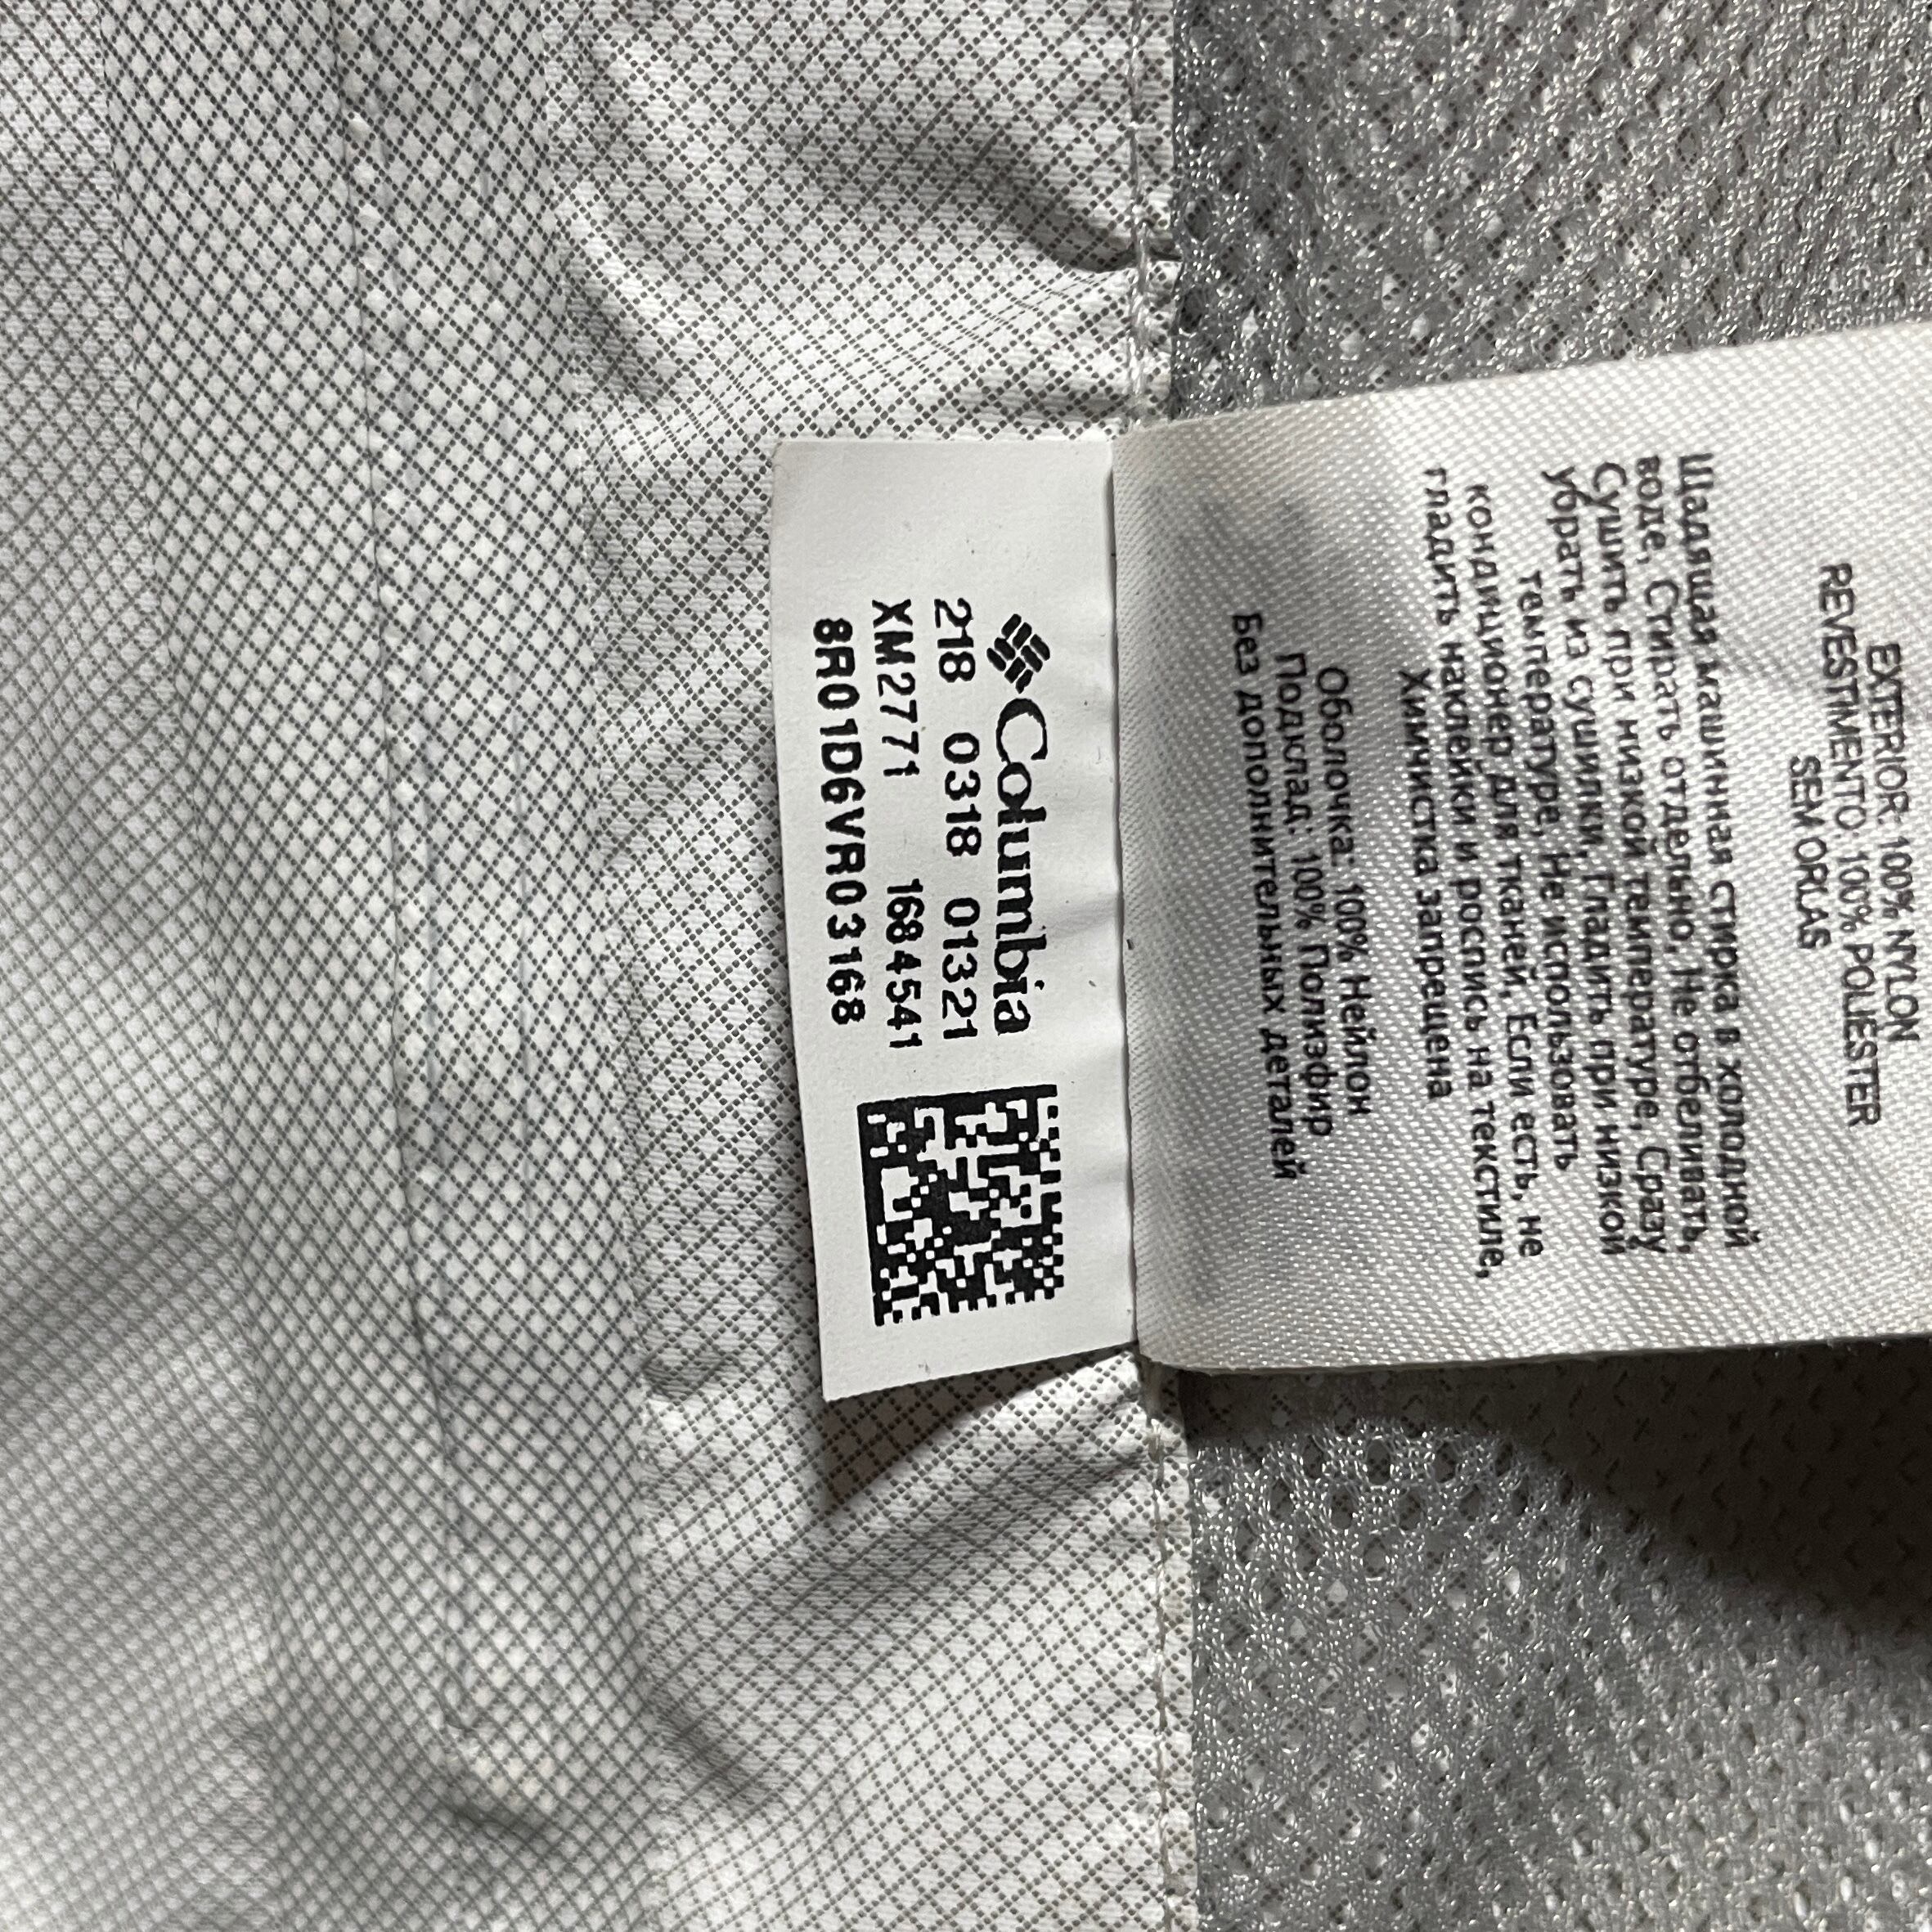 EXTERIOR: 100% NYLON
REVESTIMENTO. 100% POLIESTER
SEM ORLAS
Щадящая машинная стирка в холодной
воде, Стирать отдельно, Не отбеливать,
Сушить при низкой температуре, Сразу
убрать из сушилки, Гладить при низкой
температуре, Не использовать
кондиционер для тканей, Если есть, не
гладить наклейки и роспись на текстиле,
Химчистка запрещена
Оболочка: 100% Нейлон
Подклад: 100% Полиэфир
Без дополнительных деталей
Columbia
218 0318 01321
XM2771 1684541
8R01D6VR03168